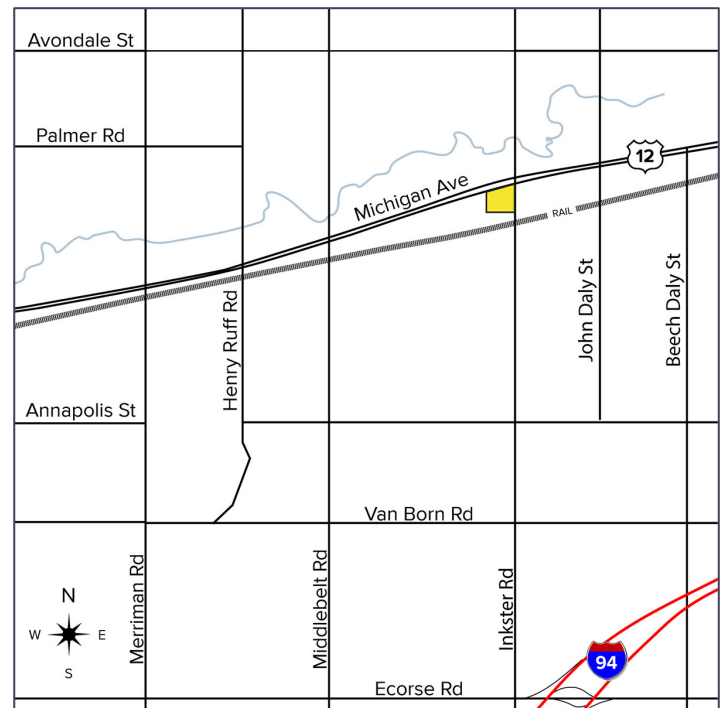 Avondale St
Palmer Rd
12
Michigan Ave
RAIL
John Daly St
Beech Daly St
Henry Ruff Rd
Annapolis St
Van Born Rd
Merriman Rd
Middlebelt Rd
Inkster Rd
N
W E
S
94
Ecorse Rd